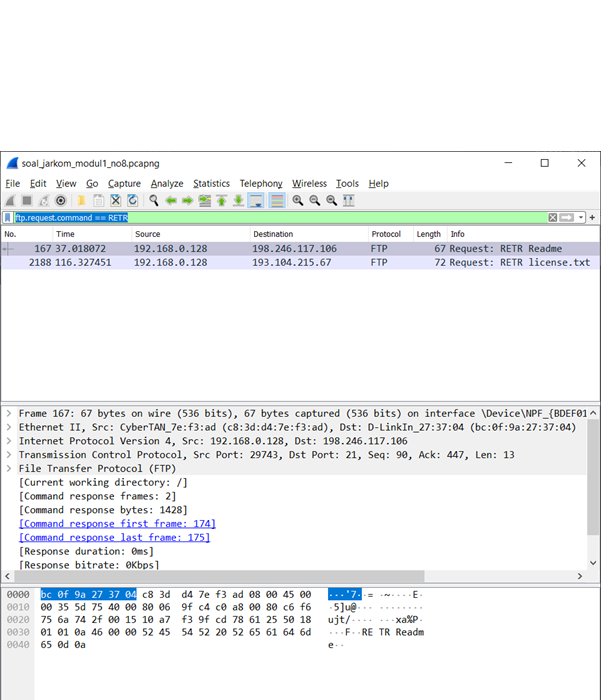 soal_jarkom_modul1_no8.pcapng
File Edit View Go Capture Analyze Statistics Telephony Wireless Tools Help
ftp.request.command == RETR
No. Time Source Destination Protocol Length Info
167 37.018072 192.168.0.128 198.246.117.106 FTP 67 Request: RETR Readme
2188 116.327451 192.168.0.128 193.104.215.67 FTP 72 Request: RETR license.txt
Frame 167: 67 bytes on wire (536 bits), 67 bytes captured (536 bits) on interface \Device\NPF_{BDEF01
Ethernet II, Src: CyberTAN_7e:f3:ad (c8:3d:d4:7e:f3:ad), Dst: D-LinkIn_27:37:04 (bc:0f:9a:27:37:04)
Internet Protocol Version 4, Src: 192.168.0.128, Dst: 198.246.117.106
Transmission Control Protocol, Src Port: 29743, Dst Port: 21, Seq: 90, Ack: 447, Len: 13
File Transfer Protocol (FTP)
[Current working directory: /]
[Command response frames: 2]
[Command response bytes: 1428]
[Command response first frame: 174]
[Command response last frame: 175]
[Response duration: 0ms]
[Response bitrate: 0Kbps]
0000 bc 0f 9a 27 37 04 c8 3d d4 7e f3 ad 08 00 45 00 ···'7··= ·~····E·
0010 00 35 5d 75 40 00 80 06 9f c4 c0 a8 00 80 c6 f6 ·5]u@··· ········
0020 75 6a 74 2f 00 15 10 a7 f3 9f cd 78 61 25 50 18 ujt/···· ···xa%P·
0030 01 01 0a 46 00 00 52 45 54 52 20 52 65 61 64 6d ···F··RE TR Readm
0040 65 0d 0a e··